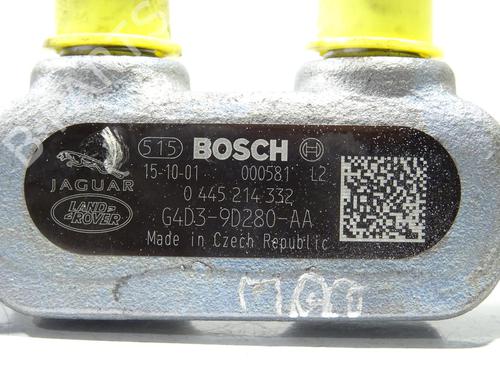 515 BOSCH
15-10-01 000581 L2
JAGUAR
0 445 214 332
LAND-
ROVER
G4D3-9D280-AA
Made in Czech Republic